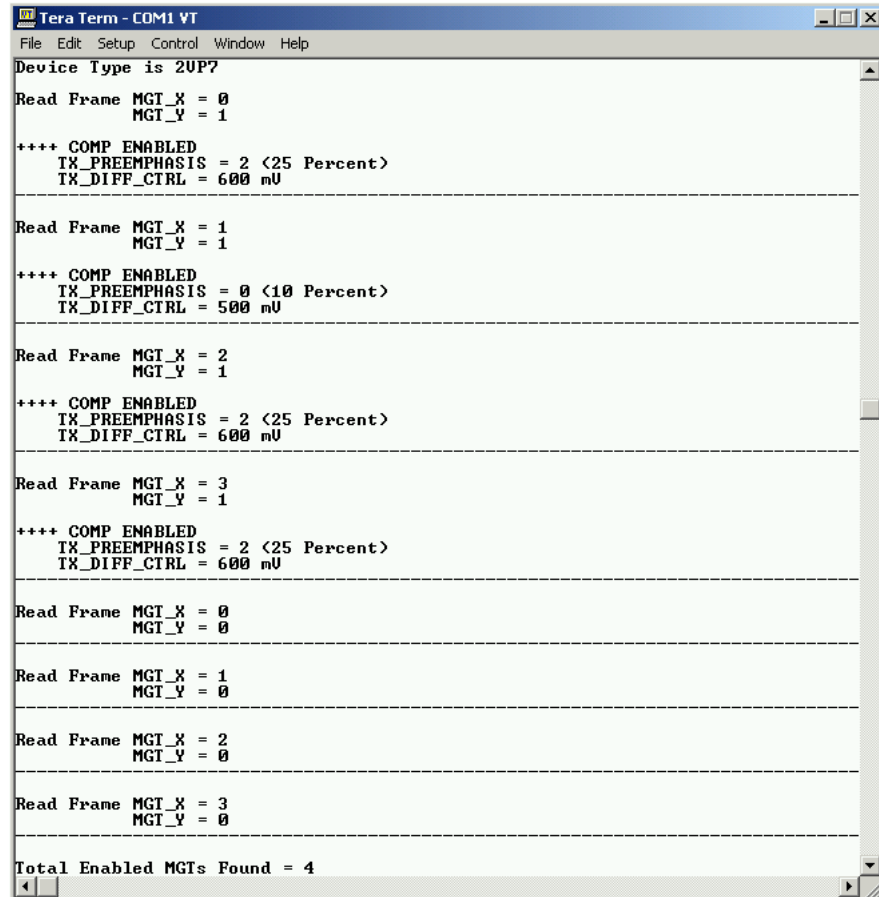 Tera Term - COM1 VT
File Edit Setup Control Window Help
Device Type is 2VP7
Read Frame MGT_X = 0
MGT_Y = 1
++++ COMP ENABLED
TX_PREEMPHASIS = 2 (25 Percent)
TX_DIFF_CTRL = 600 mV
Read Frame MGT_X = 1
MGT_Y = 1
++++ COMP ENABLED
TX_PREEMPHASIS = 0 (10 Percent)
TX_DIFF_CTRL = 500 mV
Read Frame MGT_X = 2
MGT_Y = 1
++++ COMP ENABLED
TX_PREEMPHASIS = 2 (25 Percent)
TX_DIFF_CTRL = 600 mV
Read Frame MGT_X = 3
MGT_Y = 1
++++ COMP ENABLED
TX_PREEMPHASIS = 2 (25 Percent)
TX_DIFF_CTRL = 600 mV
Read Frame MGT_X = 0
MGT_Y = 0
Read Frame MGT_X = 1
MGT_Y = 0
Read Frame MGT_X = 2
MGT_Y = 0
Read Frame MGT_X = 3
MGT_Y = 0
Total Enabled MGTs Found = 4